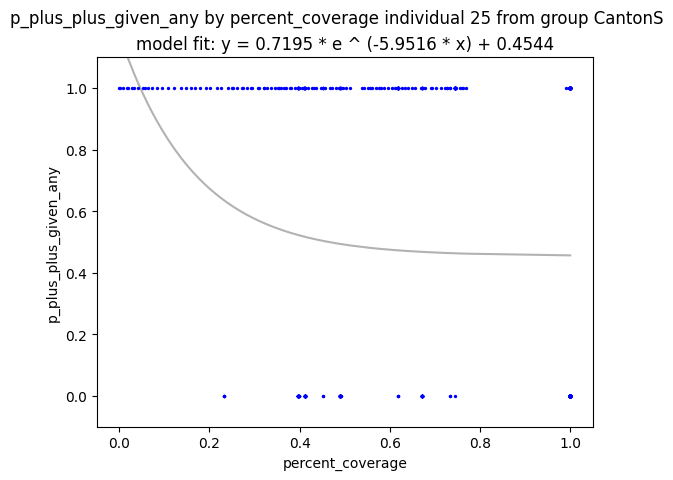 p_plus_plus_given_any by percent_coverage individual 25 from group CantonS
model fit: y = 0.7195 * e ^ (-5.9516 * x) + 0.4544
1.0
0.8
0.6
0.4
0.2
0.0
p_plus_plus_given_any
0.0 0.2 0.4 0.6 0.8 1.0
percent_coverage